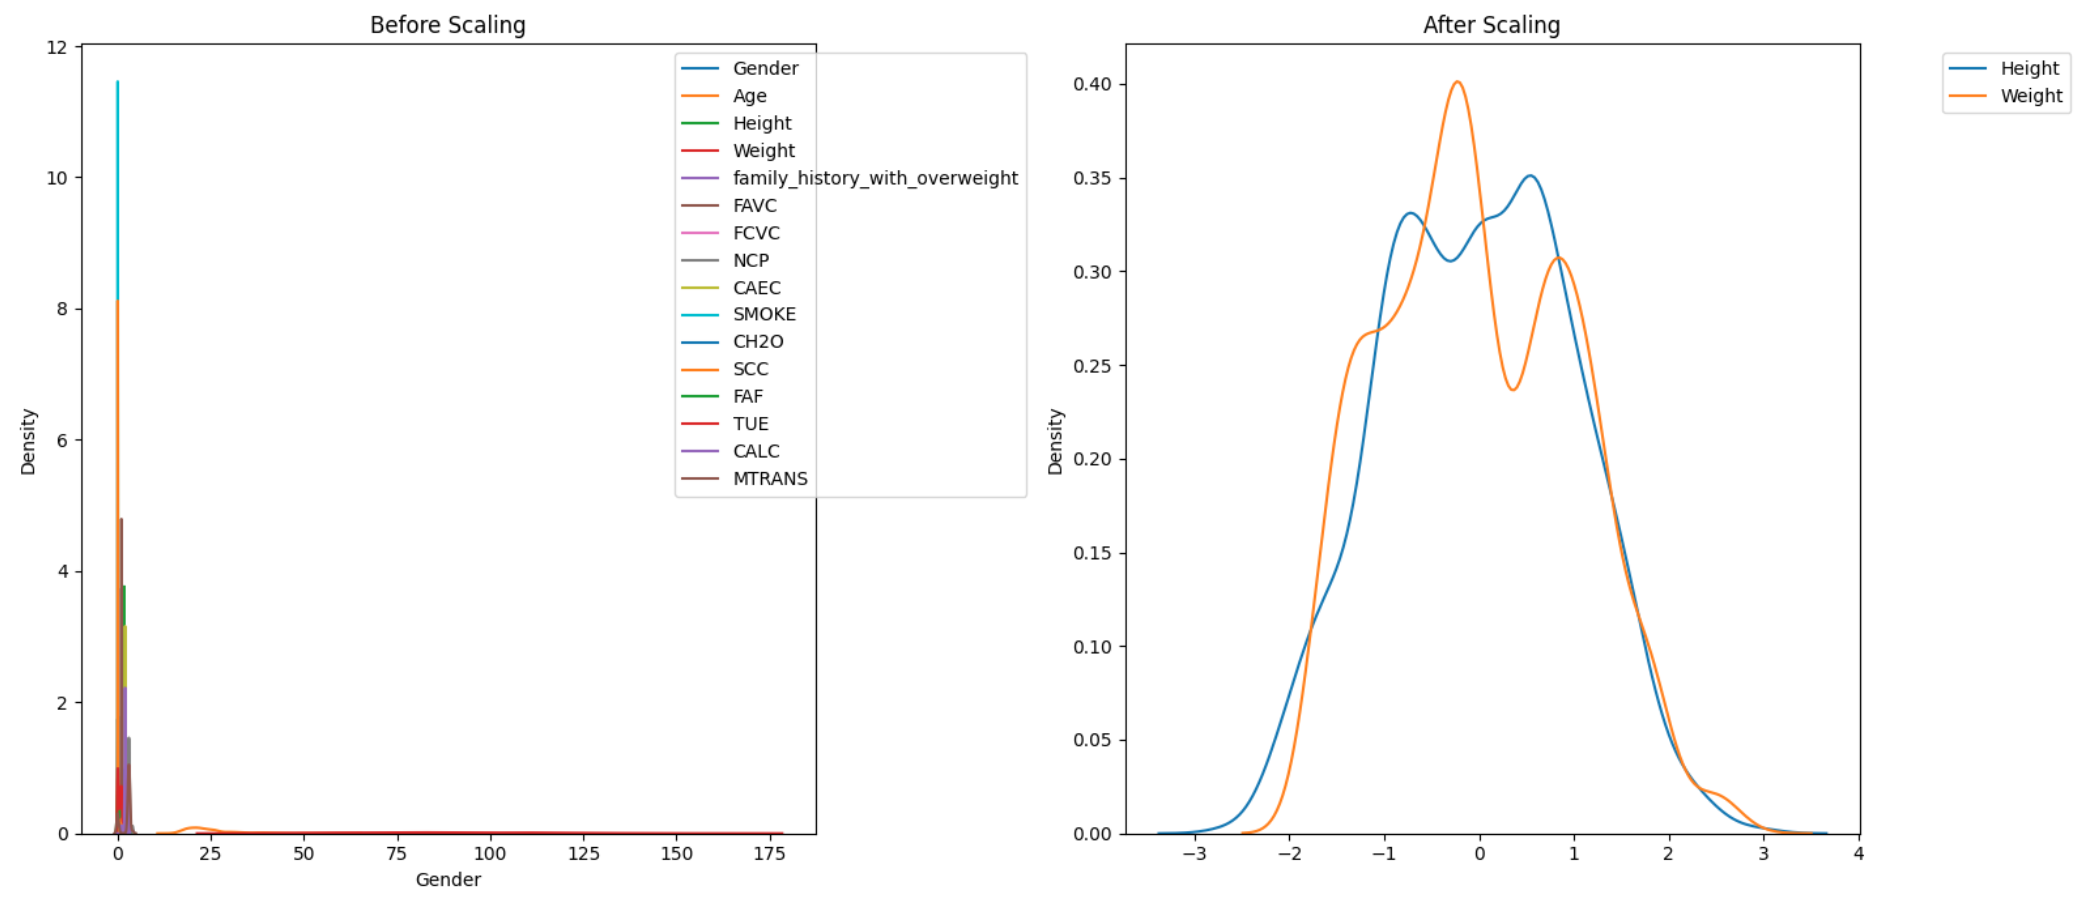 Before Scaling
12
10
8
6
4
2
0
Density
0 25 50 75 100 125 150 175
Gender
Gender
Age
Height
Weight
family_history_with_overweight
FAVC
FCVC
NCP
CAEC
SMOKE
CH2O
SCC
FAF
TUE
CALC
MTRANS
After Scaling
0.40
0.35
0.30
0.25
0.20
0.15
0.10
0.05
0.00
Density
−3 −2 −1 0 1 2 3 4
Height
Weight